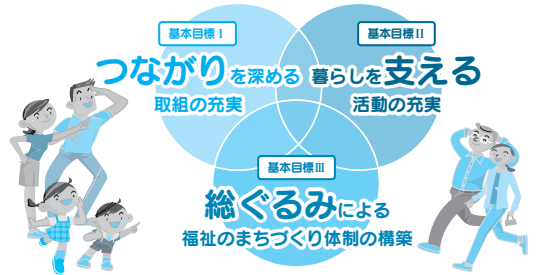 基本目標Ⅰ
つながりを深める
取組の充実
基本目標Ⅱ
暮らしを支える
活動の充実
基本目標Ⅲ
総ぐるみによる
福祉のまちづくり体制の構築